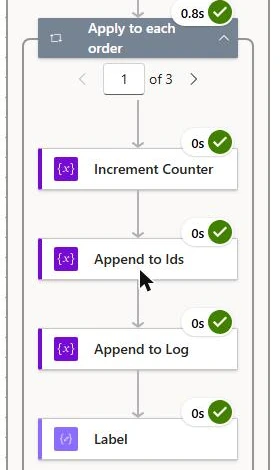 0.8s
Apply to each
order
1 of 3
0s
{x} Increment Counter
0s
{x} Append to Ids
0s
{x} Append to Log
0s
Label